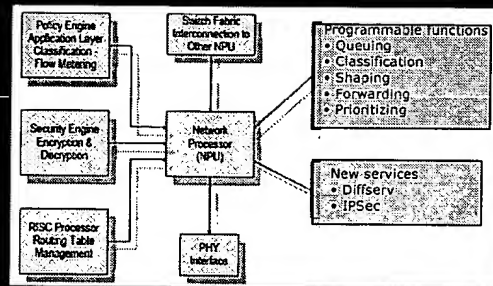 Policy Engine
Application Layer
Classification -
Flow Metering
Switch Fabric
Interconnection to
Other NPU
Programmable functions
• Queuing
• Classification
• Shaping
• Forwarding
• Prioritizing
Security Engine
Encryption &
Decryption
Network
Processor
(NPU)
New services
• Diffserv
• IPSec
RISC Processor
Routing Table
Management
PHY
Interface